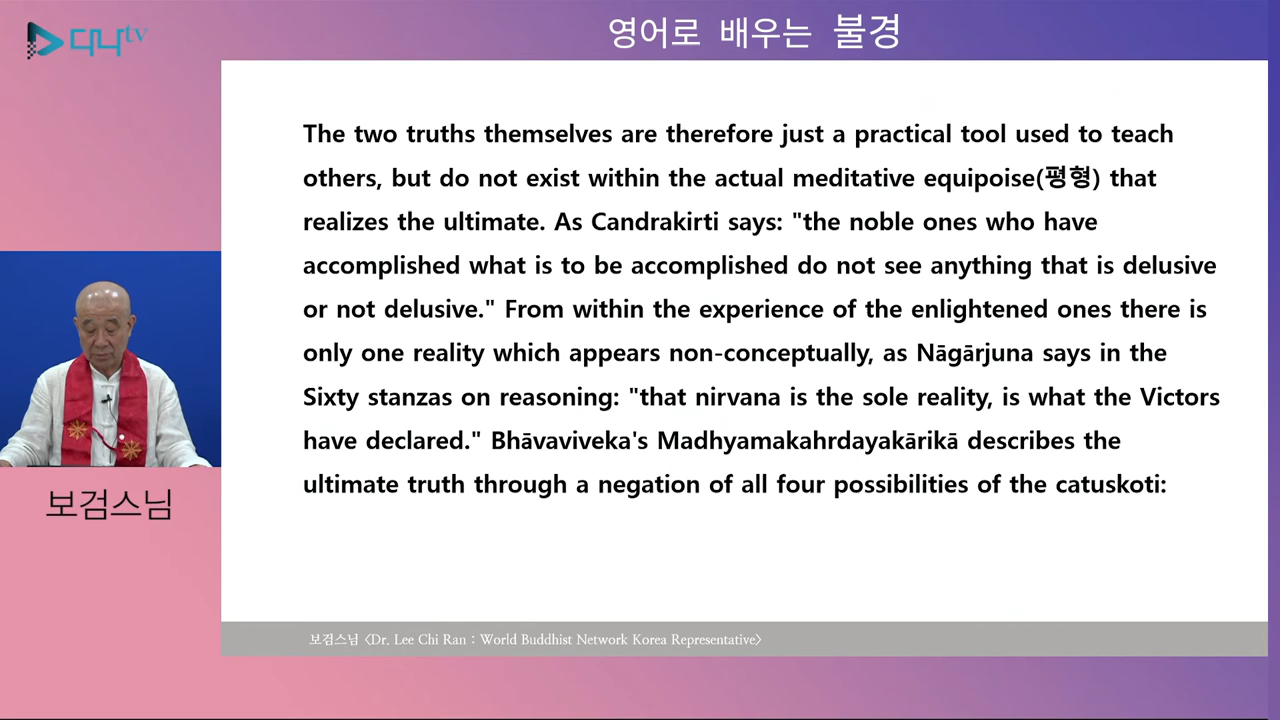 다나tv
영어로 배우는 불경
The two truths themselves are therefore just a practical tool used to teach
others, but do not exist within the actual meditative equipoise(평형) that
realizes the ultimate. As Candrakirti says: "the noble ones who have
accomplished what is to be accomplished do not see anything that is delusive
or not delusive." From within the experience of the enlightened ones there is
only one reality which appears non-conceptually, as Nāgārjuna says in the
Sixty stanzas on reasoning: "that nirvana is the sole reality, is what the Victors
have declared." Bhāvaviveka's Madhyamakahrdayakārikā describes the
ultimate truth through a negation of all four possibilities of the catuskoti:
보검스님
보검스님 <Dr. Lee Chi Ran : World Buddhist Network Korea Representative>